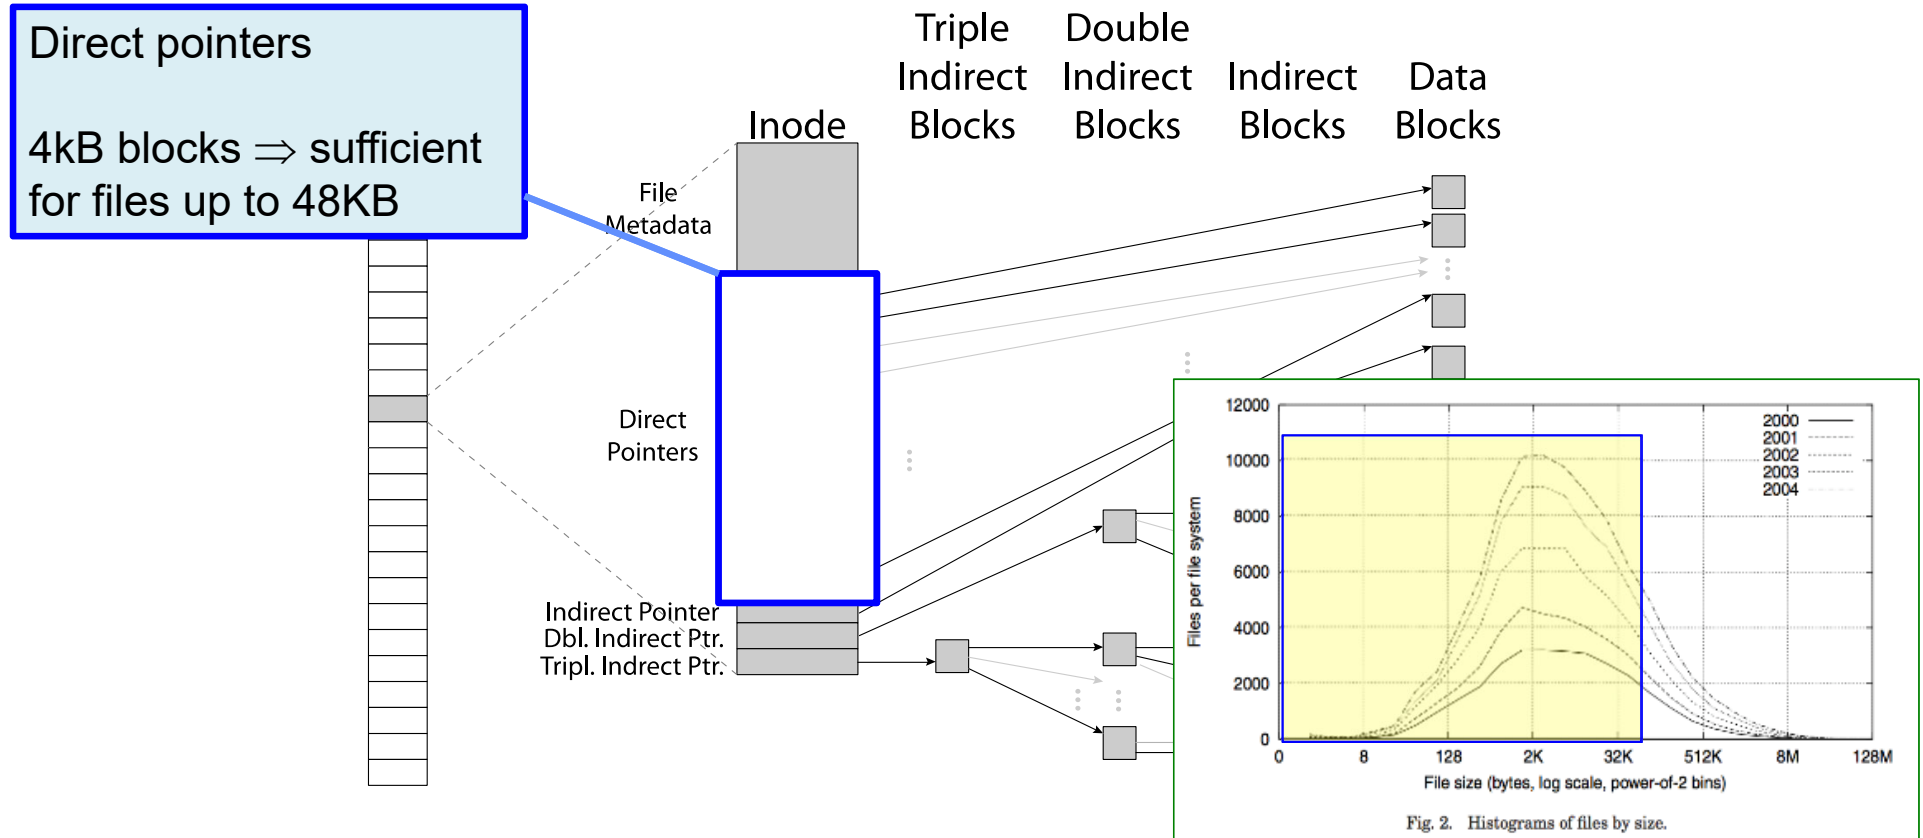 Direct pointers
4kB blocks ⇒ sufficient
for files up to 48KB
Triple
Indirect
Blocks
Double
Indirect
Blocks
Indirect
Blocks
Data
Blocks
Inode
File
Metadata
Direct
Pointers
Indirect Pointer
Dbl. Indirect Ptr.
Tripl. Indirect Ptr.
12000
10000
8000
6000
4000
2000
0
Files per file system
2000
2001
2002
2003
2004
0 8 128 2K 32K 512K 8M 128M
File size (bytes, log scale, power-of-2 bins)
Fig. 2. Histograms of files by size.